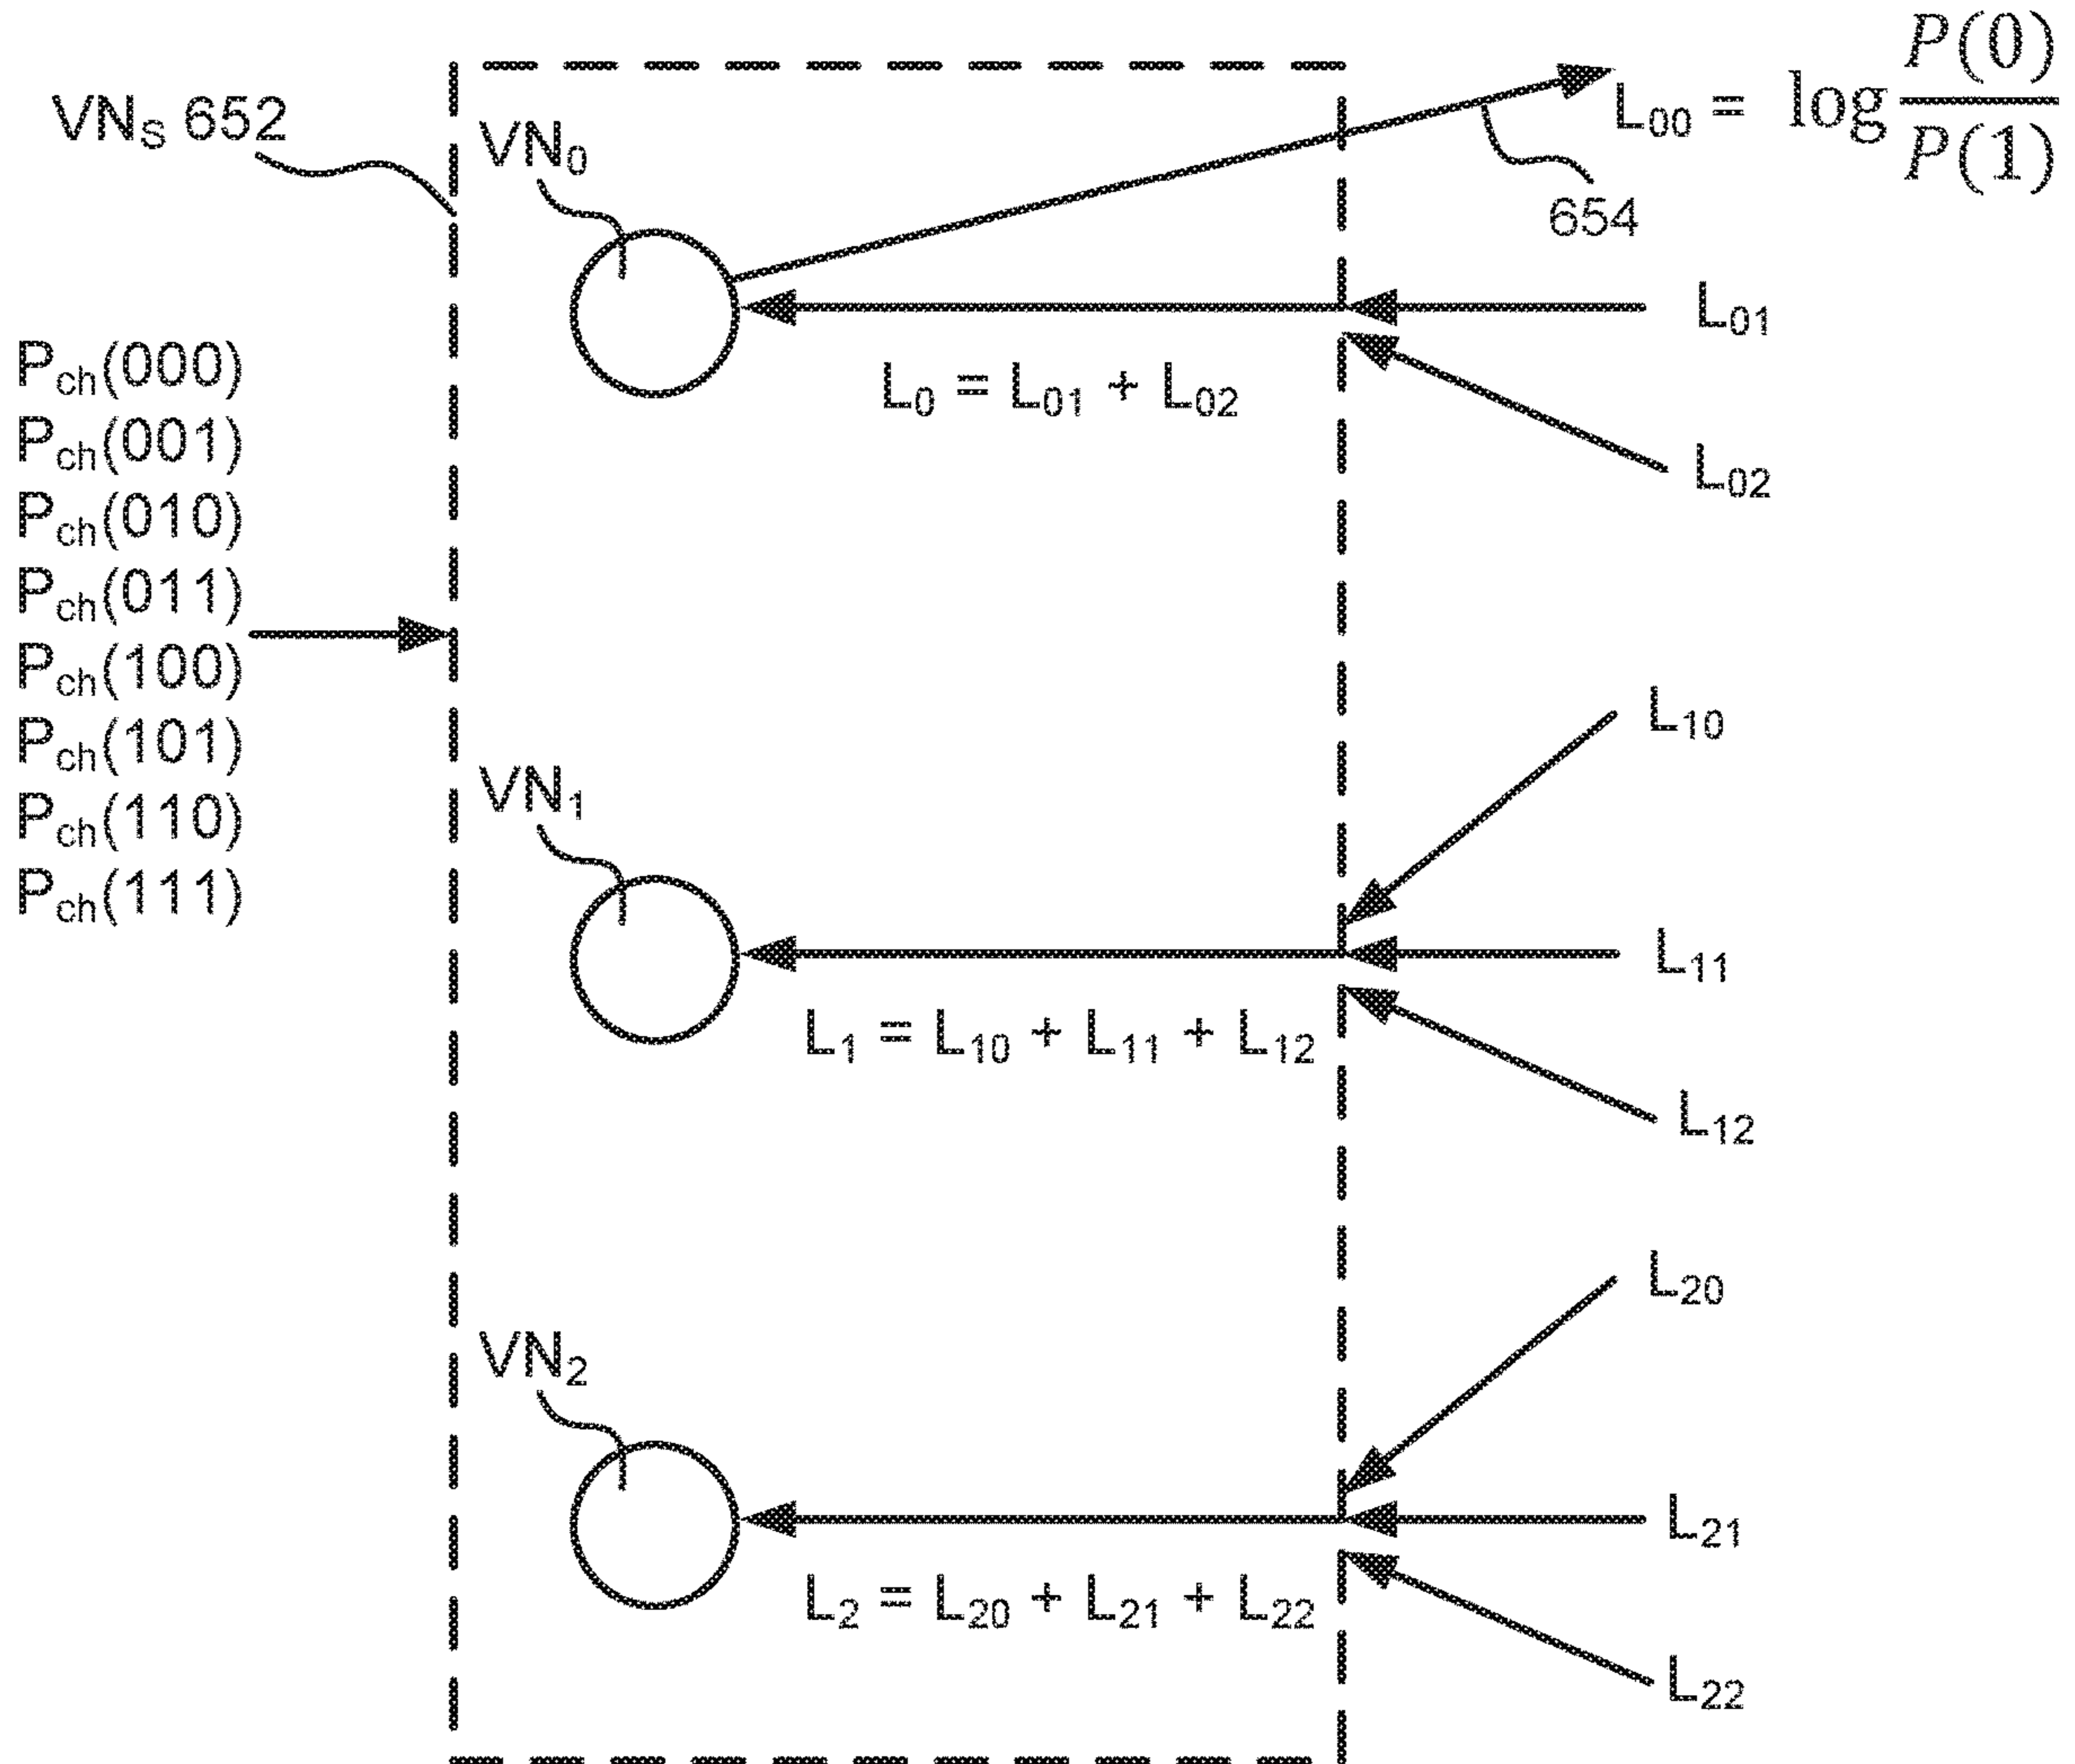 VNS 652
VN0
L00 = log P(0)/P(1)
654
L01
L0 = L01 + L02
L02
Pch(000)
Pch(001)
Pch(010)
Pch(011)
Pch(100)
Pch(101)
Pch(110)
Pch(111)
L10
VN1
L11
L1 = L10 + L11 + L12
L12
L20
VN2
L21
L2 = L20 + L21 + L22
L22